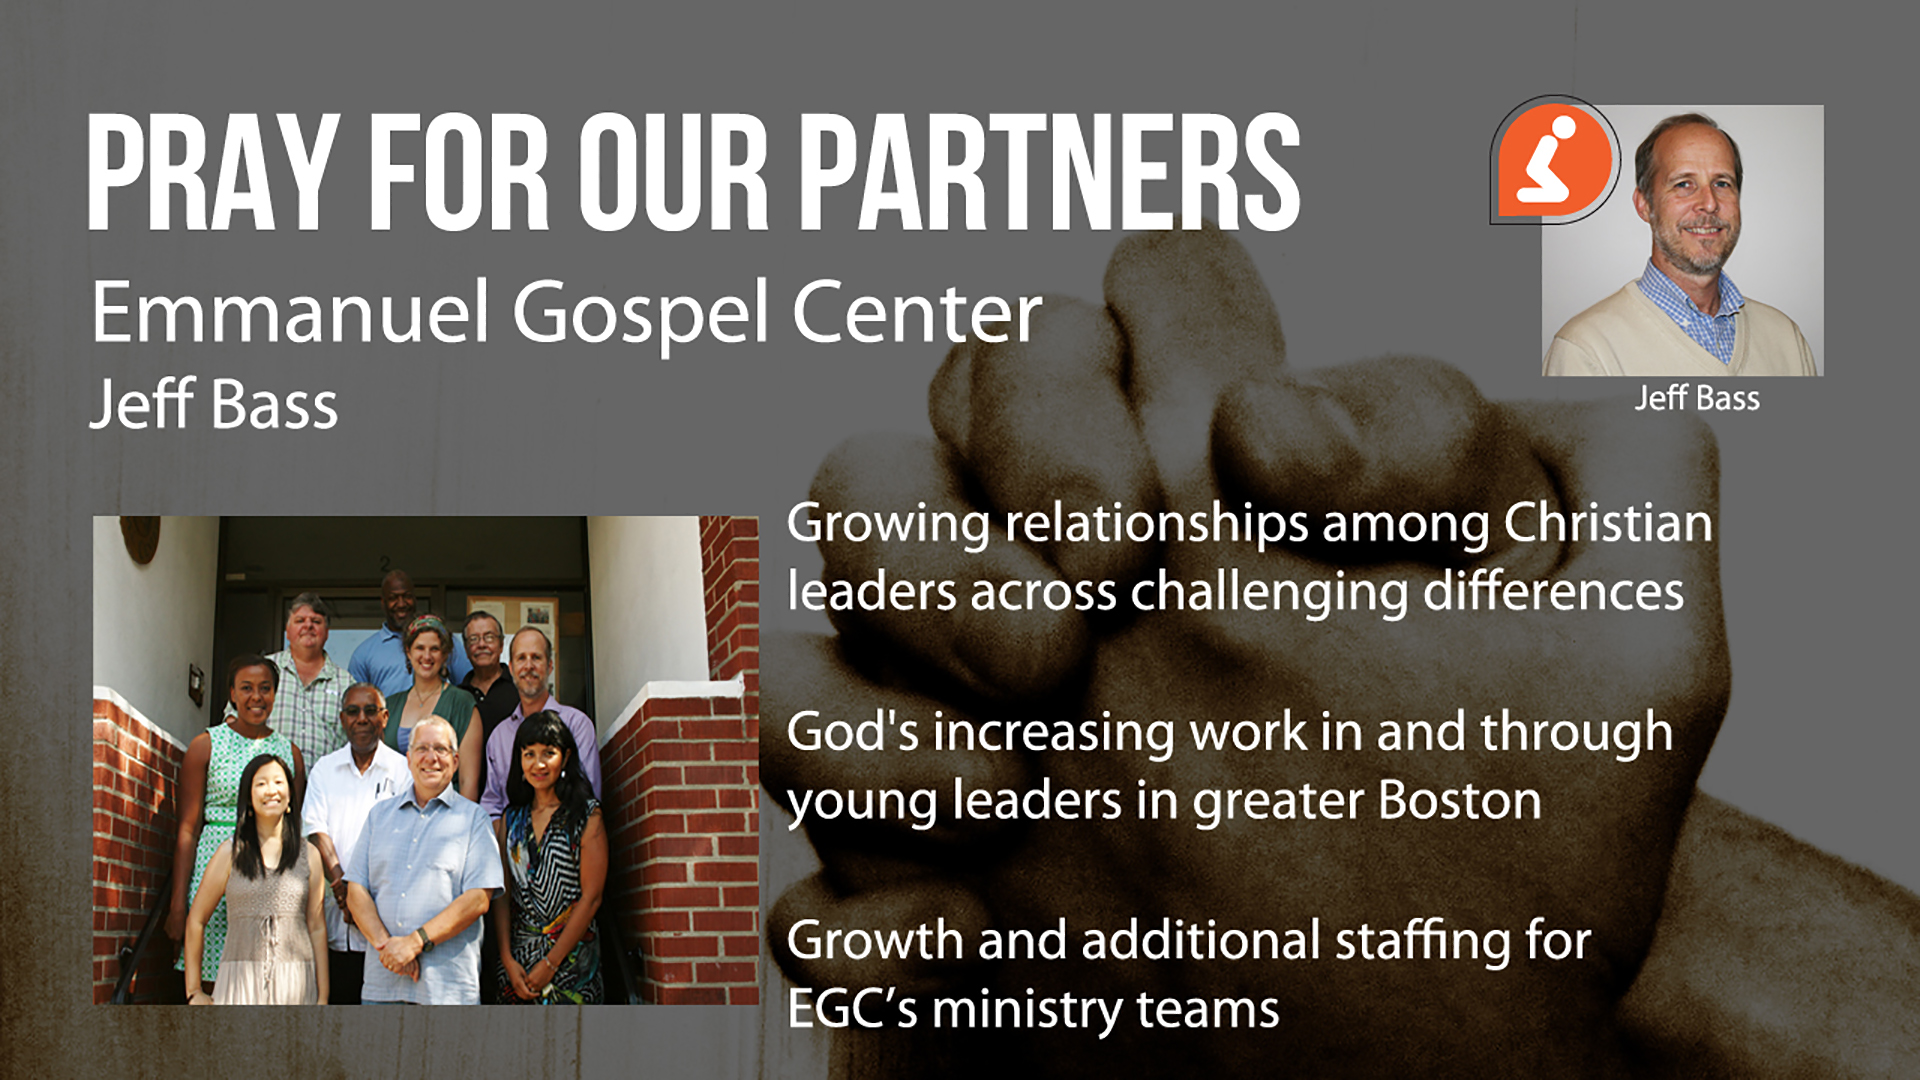 PRAY FOR OUR PARTNERS
Emmanuel Gospel Center
Jeff Bass
Jeff Bass
2
Growing relationships among Christian
leaders across challenging differences
God's increasing work in and through
young leaders in greater Boston
Growth and additional staffing for
EGC’s ministry teams